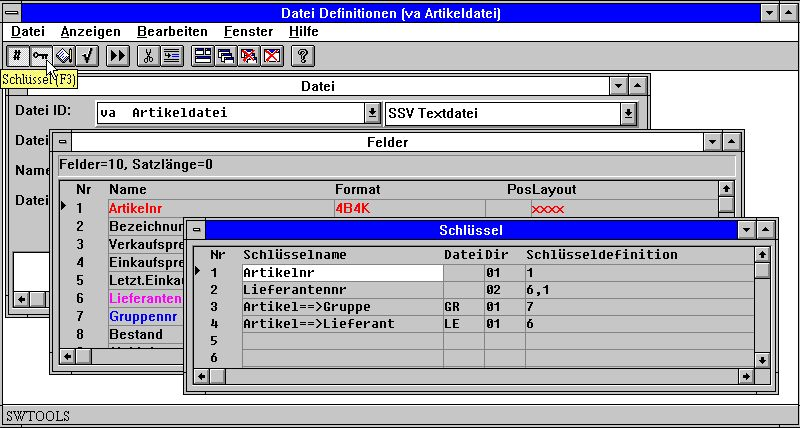 Datei Definitionen (va Artikeldatei)
Datei Anzeigen Bearbeiten Fenster Hilfe
#
Schlüssel (F3)
Datei
Datei ID: va Artikeldatei SSV Textdatei
Datei
Name
Datei
Felder
Felder=10, Satzlänge=0
Nr Name Format Pos Layout
1 Artikelnr 4B4K xxxx
2 Bezeichnun
3 Verkaufspre
4 Einkaufspre
5 Letzt.Einkau
6 Lieferanten
7 Gruppennr
8 Bestand
Schlüssel
Nr Schlüsselname Datei Dir Schlüsseldefinition
1 Artikelnr 01 1
2 Lieferantennr 02 6,1
3 Artikel==>Gruppe GR 01 7
4 Artikel==>Lieferant LE 01 6
5
6
SWTOOLS